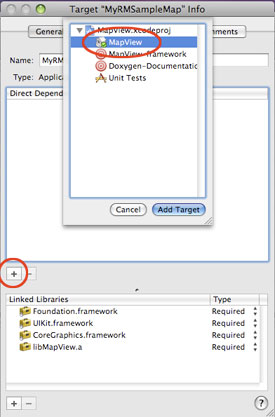 Target "MyRMSampleMap" Info
MapView.xcodeproj
MapView
MapView-framework
Doxygen-Documentatio
Unit Tests
Cancel
Add Target
General
mments
Name:
MyRM
Type:
Applica
Direct Depend
+ −
Linked Libraries
Type
Foundation.framework
Required
UIKit.framework
Required
CoreGraphics.framework
Required
libMapView.a
Required
+ −
?